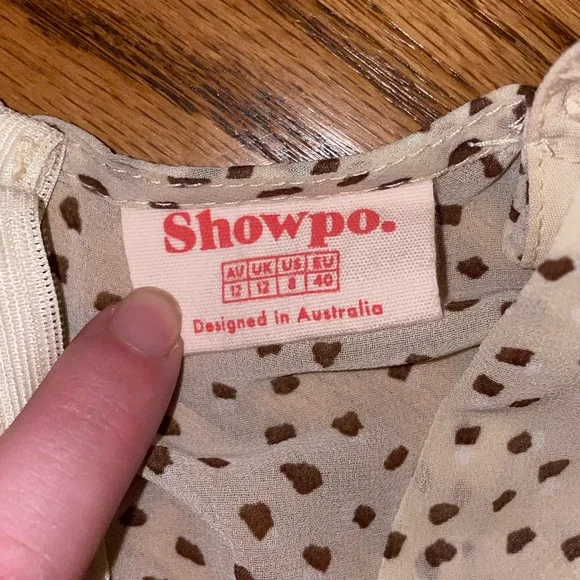 Showpo.
AU UK US EU
12 12 8 40
Designed in Australia